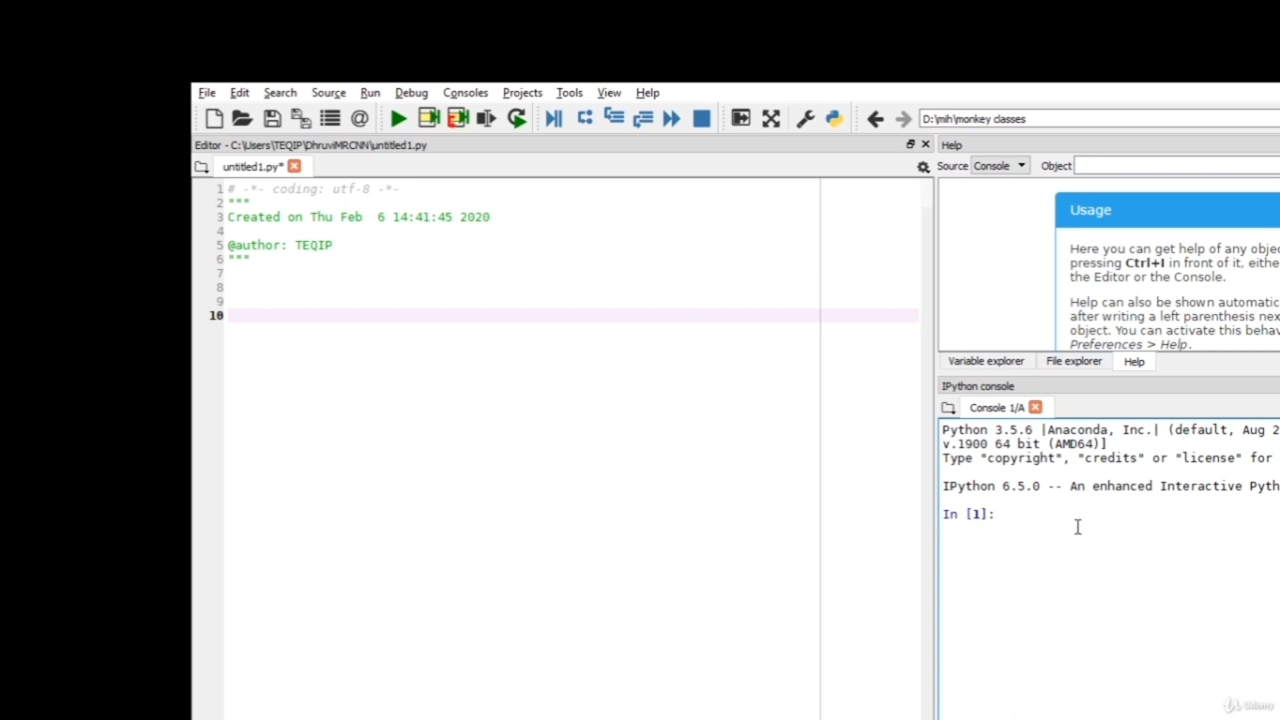 File Edit Search Source Run Debug Consoles Projects Tools View Help
D:\mih\monkey classes
Editor - C:\Users\TEQIP\DhruviMRCNN\untitled1.py
untitled1.py*
1 # -*- coding: utf-8 -*-
2 """
3 Created on Thu Feb  6 14:41:45 2020
4
5 @author: TEQIP
6 """
7
8
9
10
Help
Source Console Object
Usage
Here you can get help of any obje
pressing Ctrl+I in front of it, eithe
the Editor or the Console.
Help can also be shown automatic
after writing a left parenthesis nex
object. You can activate this behav
Preferences > Help.
Variable explorer File explorer Help
IPython console
Console 1/A
Python 3.5.6 |Anaconda, Inc.| (default, Aug 2
v.1900 64 bit (AMD64)]
Type "copyright", "credits" or "license" for
IPython 6.5.0 -- An enhanced Interactive Pyth
In [1]:
Udemy